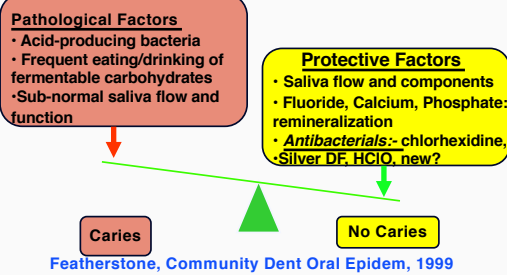 Pathological Factors
• Acid-producing bacteria
• Frequent eating/drinking of
fermentable carbohydrates
•Sub-normal saliva flow and
function
Protective Factors
• Saliva flow and components
• Fluoride, Calcium, Phosphate:
remineralization
• Antibacterials:- chlorhexidine,
•Silver DF, HClO, new?
Caries
No Caries
Featherstone, Community Dent Oral Epidem, 1999